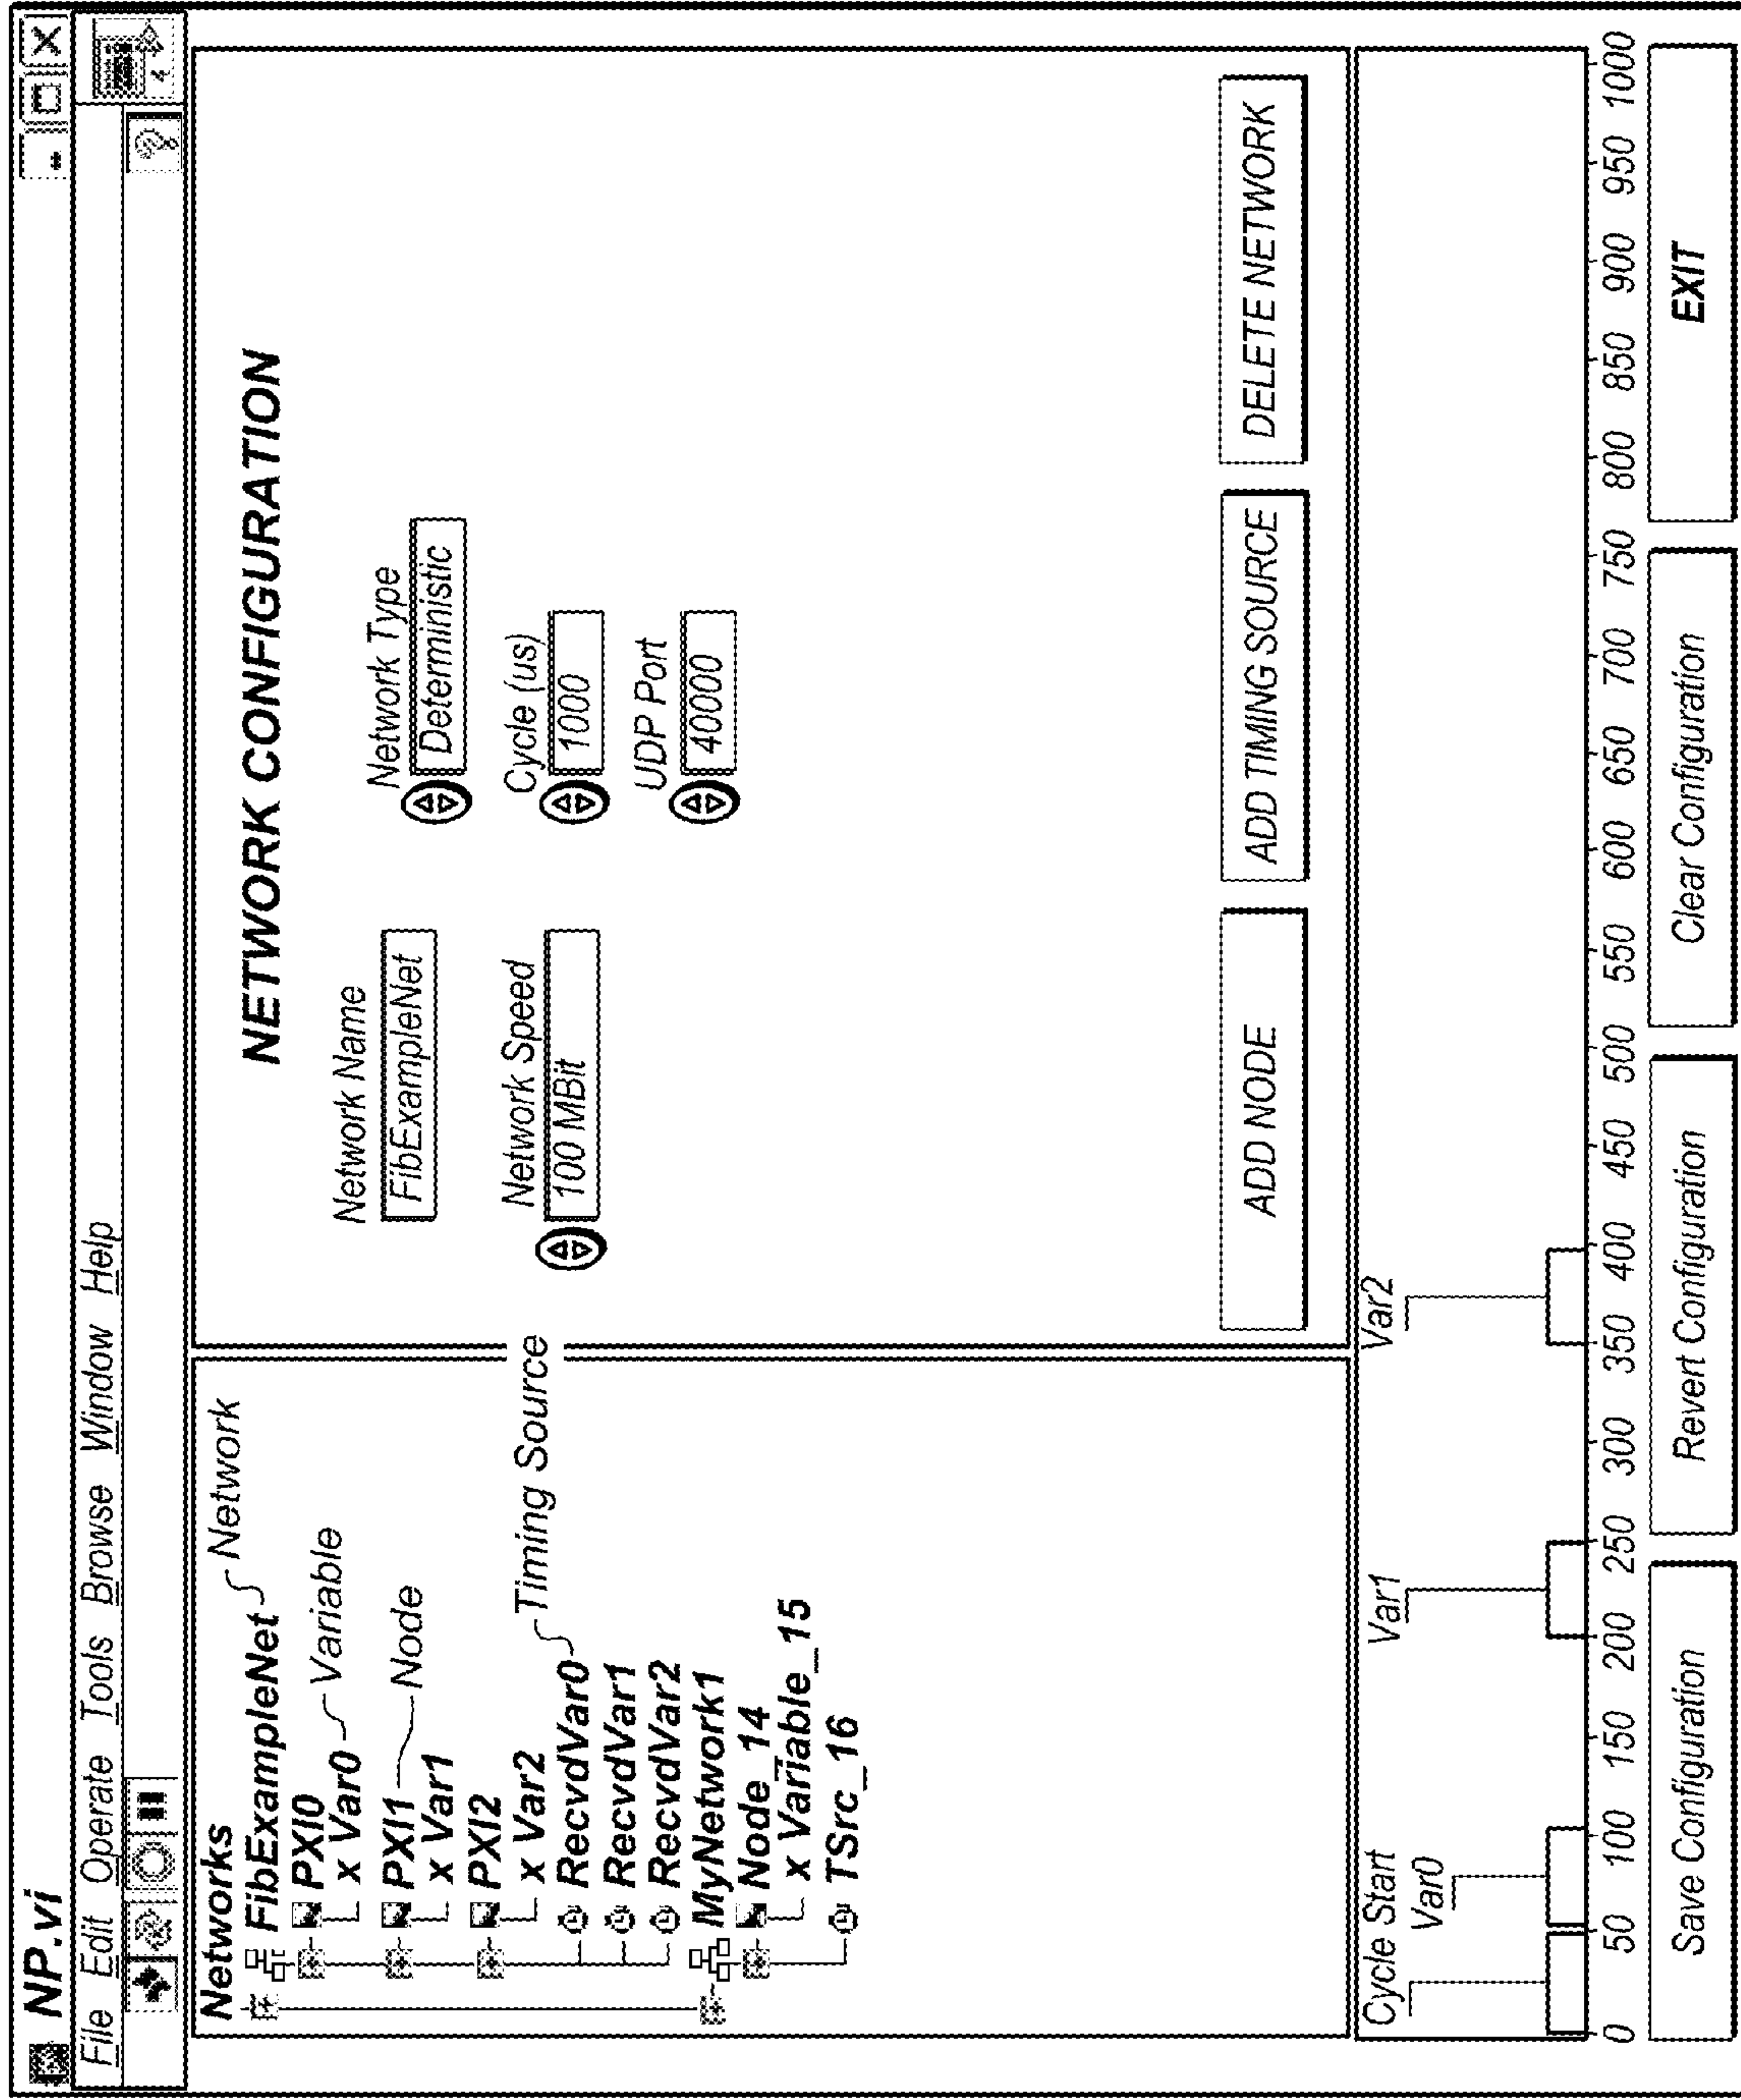 NP.vi
File Edit Operate Tools Browse Window Help
Networks
FibExampleNet Network
PXI0
x Var0 Variable
PXI1 Node
x Var1
PXI2
x Var2
RecvdVar0 Timing Source
RecvdVar1
RecvdVar2
MyNetwork1
Node_14
x Variable_15
TSrc_16
NETWORK CONFIGURATION
Network Name
FibExampleNet
Network Type
Deterministic
Network Speed
100 MBit
Cycle (us)
1000
UDP Port
40000
ADD NODE ADD TIMING SOURCE DELETE NETWORK
Cycle Start
Var0
Var1
Var2
0 50 100 150 200 250 300 350 400 450 500 550 600 650 700 750 800 850 900 950 1000
Save Configuration Revert Configuration Clear Configuration EXIT